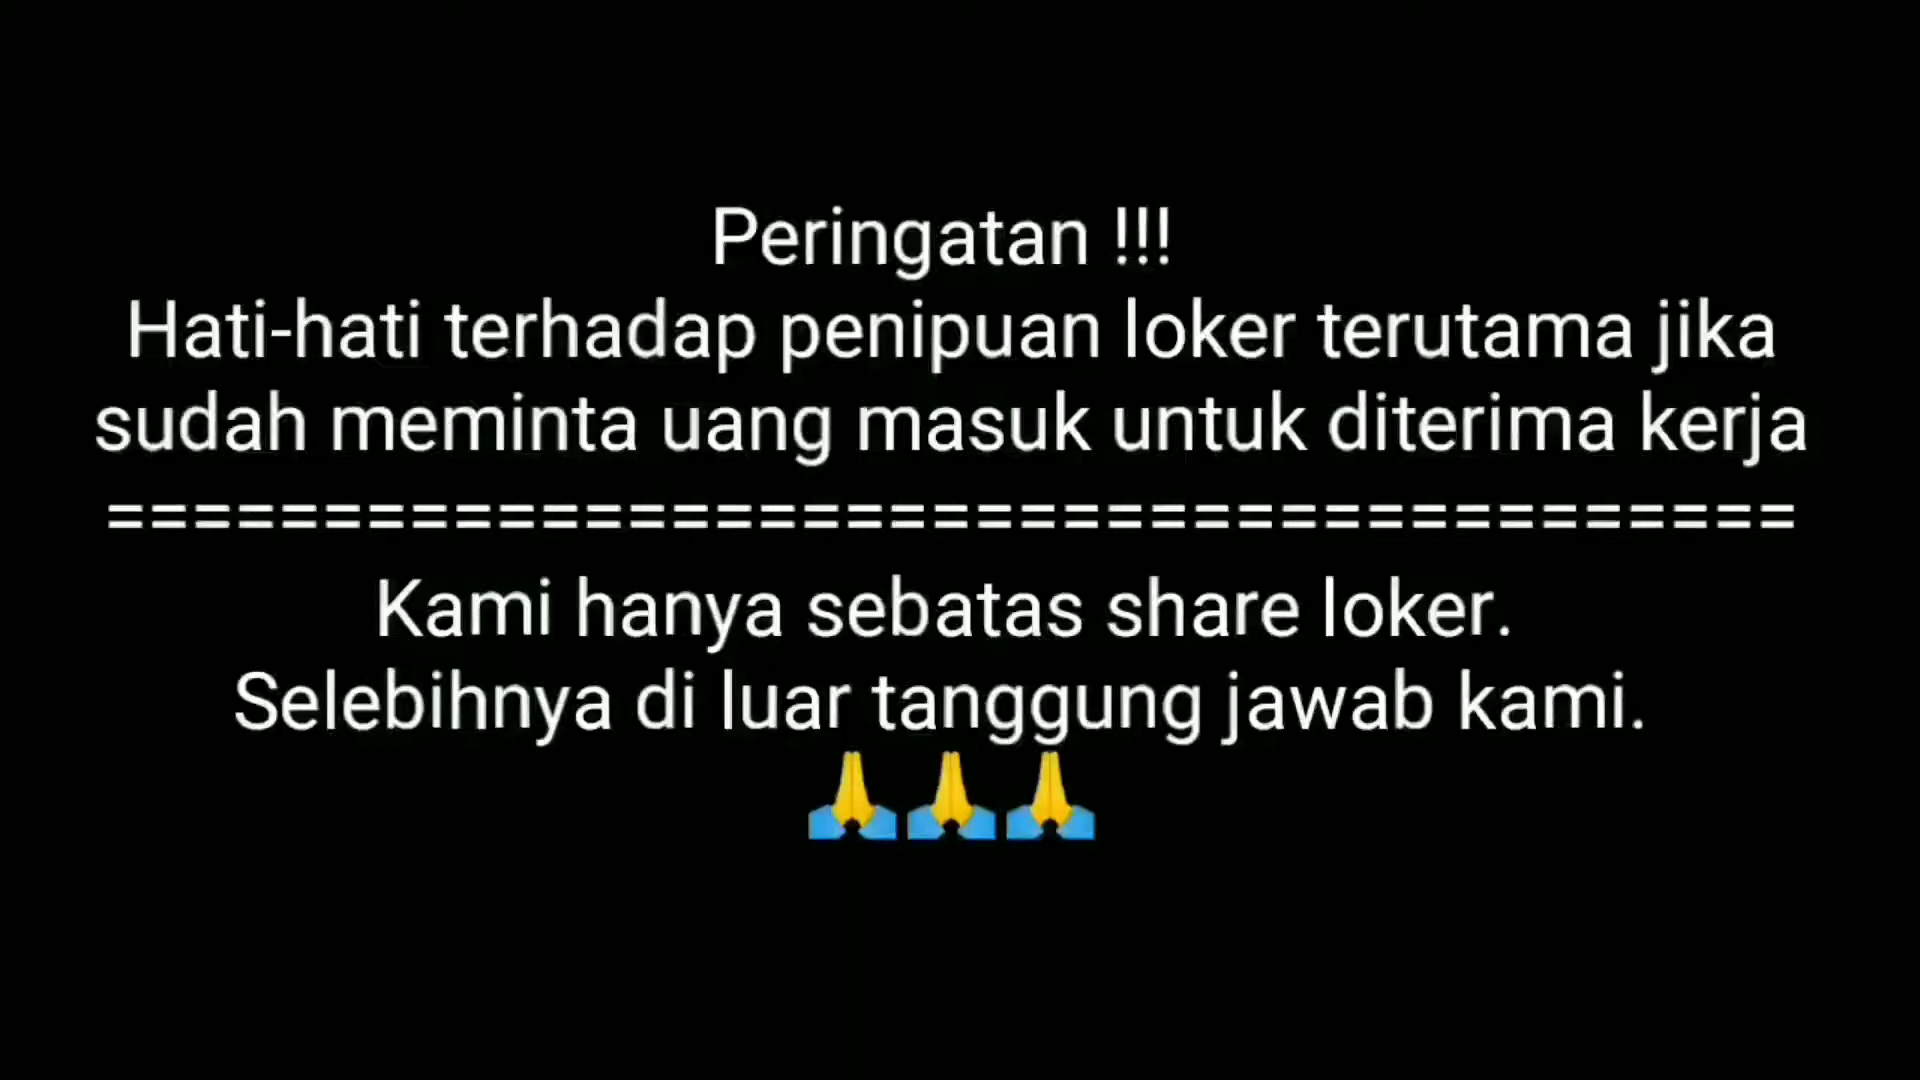 Peringatan !!!
Hati-hati terhadap penipuan loker terutama jika
sudah meminta uang masuk untuk diterima kerja
=======================================
Kami hanya sebatas share loker.
Selebihnya di luar tanggung jawab kami.
🙏🙏🙏